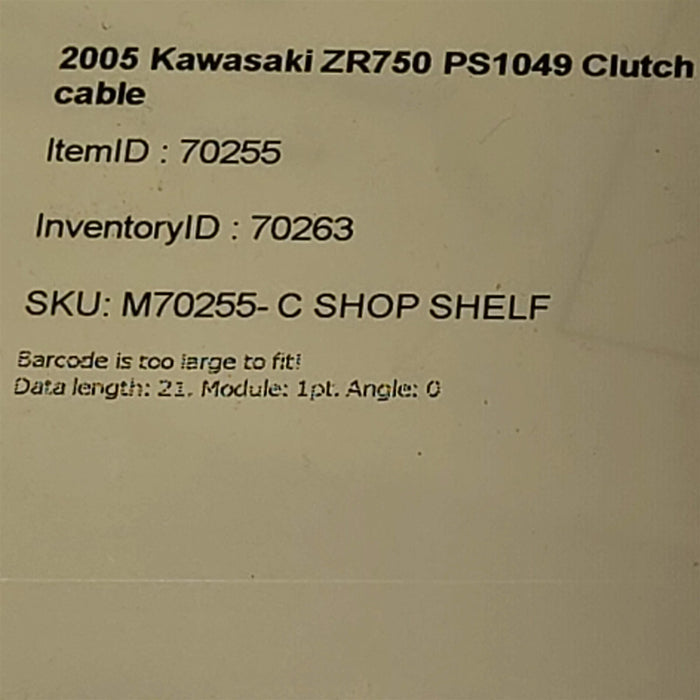 2005 Kawasaki ZR750 PS1049 Clutch
cable
ItemID : 70255
InventoryID : 70263
SKU: M70255- C SHOP SHELF
Barcode is too large to fit!
Data length: 21. Module: 1pt. Angle: 0